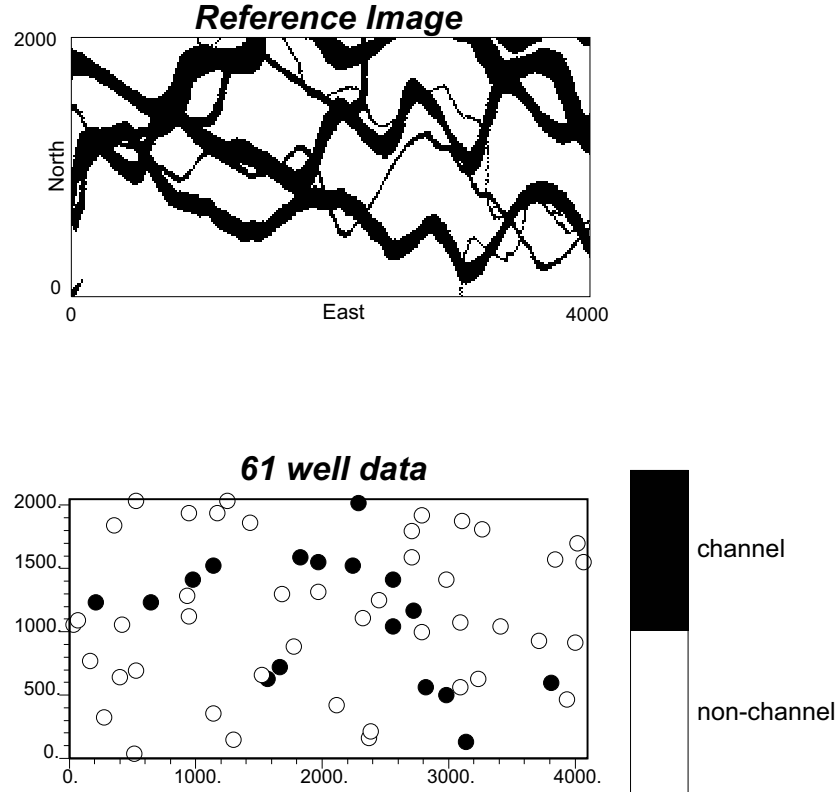 Reference Image
2000
North
0
0
East
4000
61 well data
2000.
1500.
1000.
500.
0.
0.
1000.
2000.
3000.
4000.
channel
non-channel